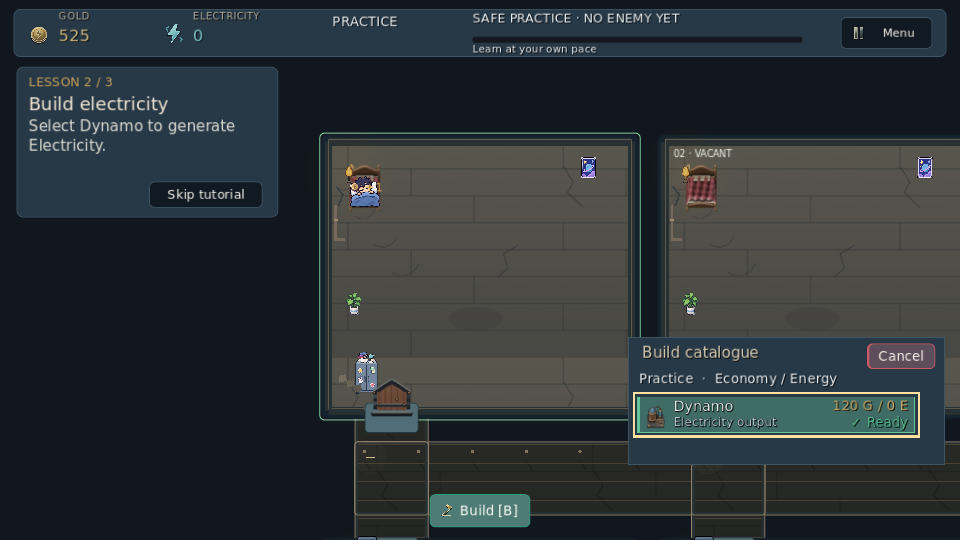 GOLD
525
ELECTRICITY
0
PRACTICE
SAFE PRACTICE · NO ENEMY YET
Learn at your own pace
Menu
LESSON 2 / 3
Build electricity
Select Dynamo to generate
Electricity.
Skip tutorial
02 · VACANT
Build catalogue
Cancel
Practice · Economy / Energy
Dynamo
120 G / 0 E
Electricity output
✓ Ready
Build [B]